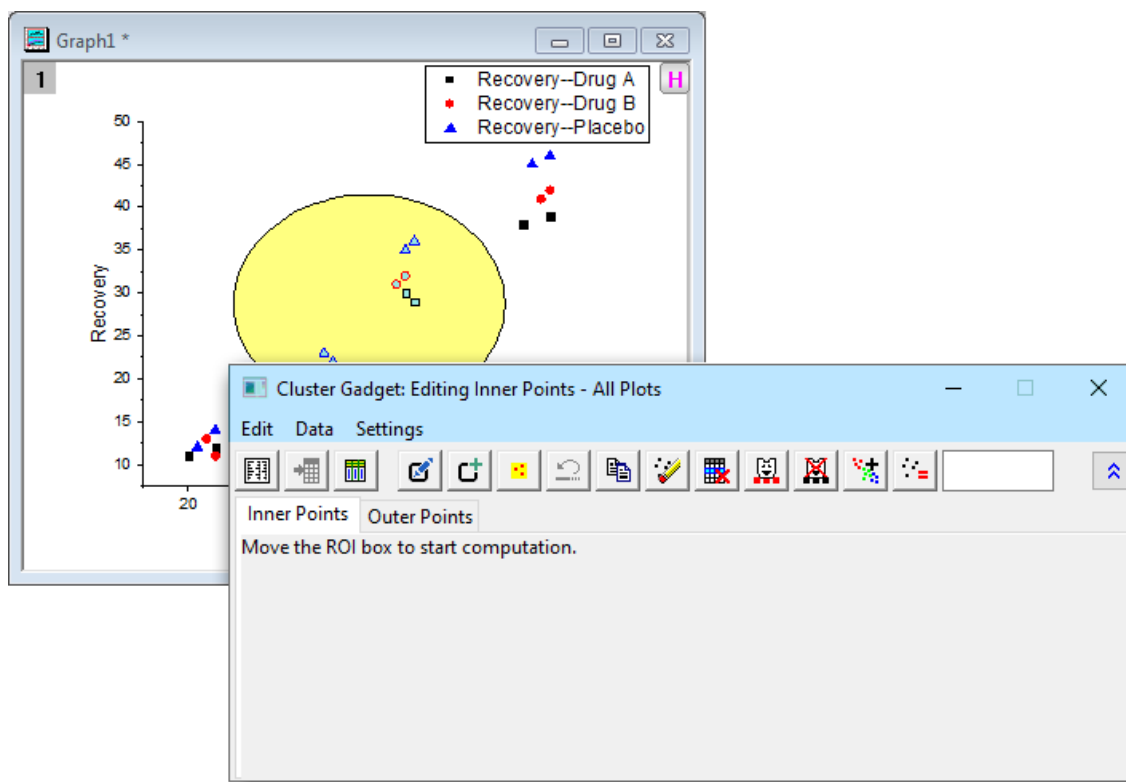 Graph1 *
1
H
Recovery--Drug A
Recovery--Drug B
Recovery--Placebo
50
45
40
35
30
25
20
15
10
Recovery
20
Cluster Gadget: Editing Inner Points - All Plots
Edit Data Settings
Inner Points Outer Points
Move the ROI box to start computation.